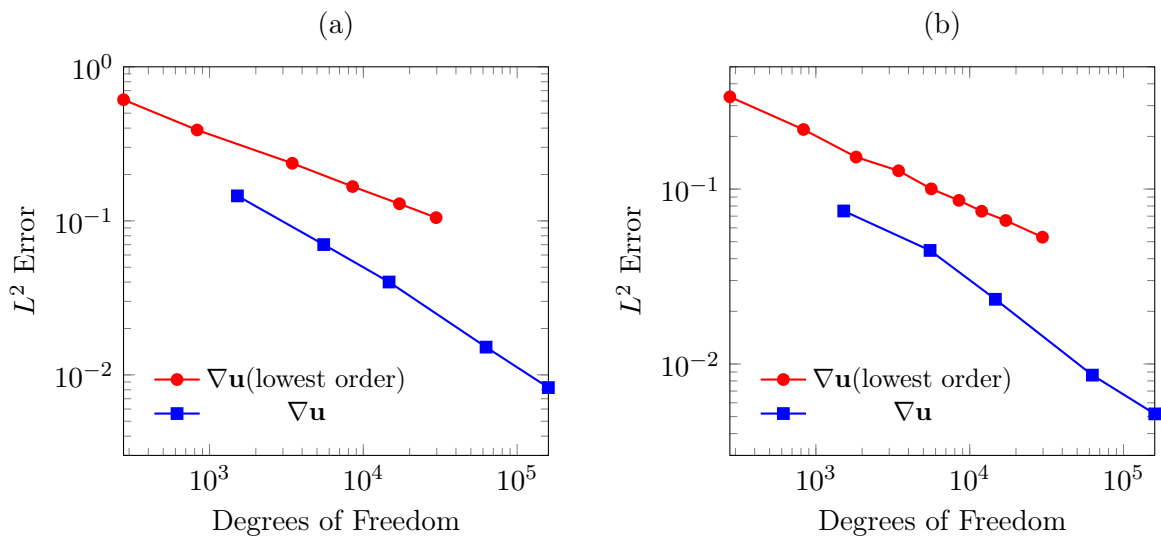 (a)
10^0
10^{-1}
10^{-2}
L^2 Error
∇u(lowest order)
∇u
10^3 10^4 10^5
Degrees of Freedom
(b)
10^{-1}
10^{-2}
L^2 Error
∇u(lowest order)
∇u
10^3 10^4 10^5
Degrees of Freedom